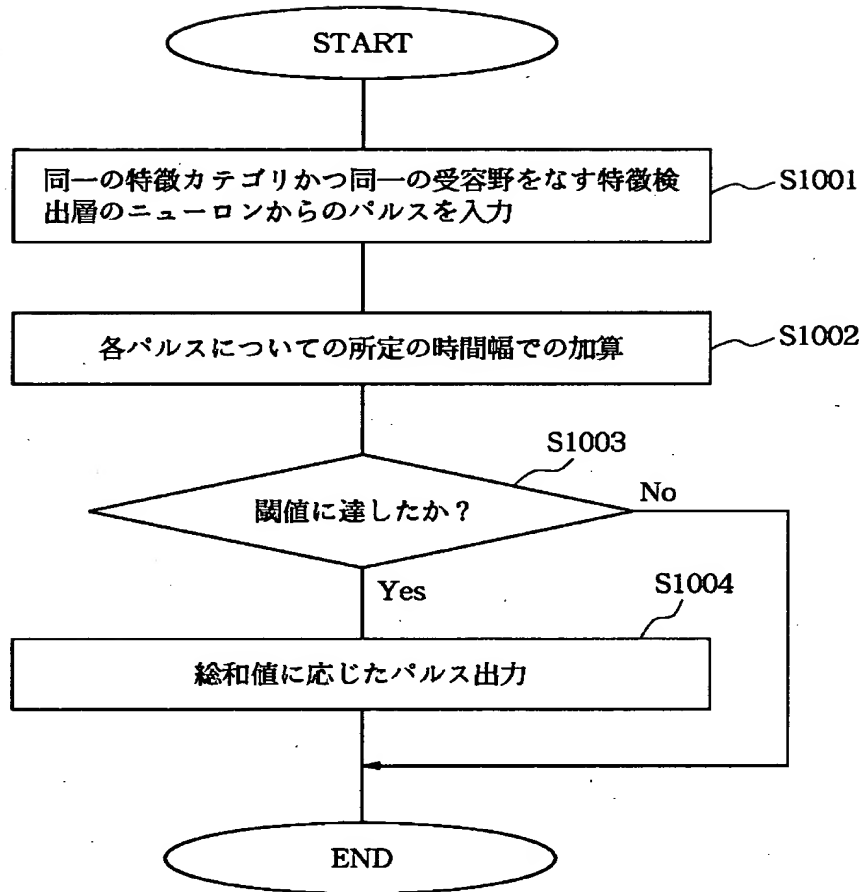 START
同一の特徴カテゴリかつ同一の受容野をなす特徴検
出層のニューロンからのパルスを入力
S1001
各パルスについての所定の時間幅での加算
S1002
S1003
閾値に達したか？
No
Yes
S1004
総和値に応じたパルス出力
END